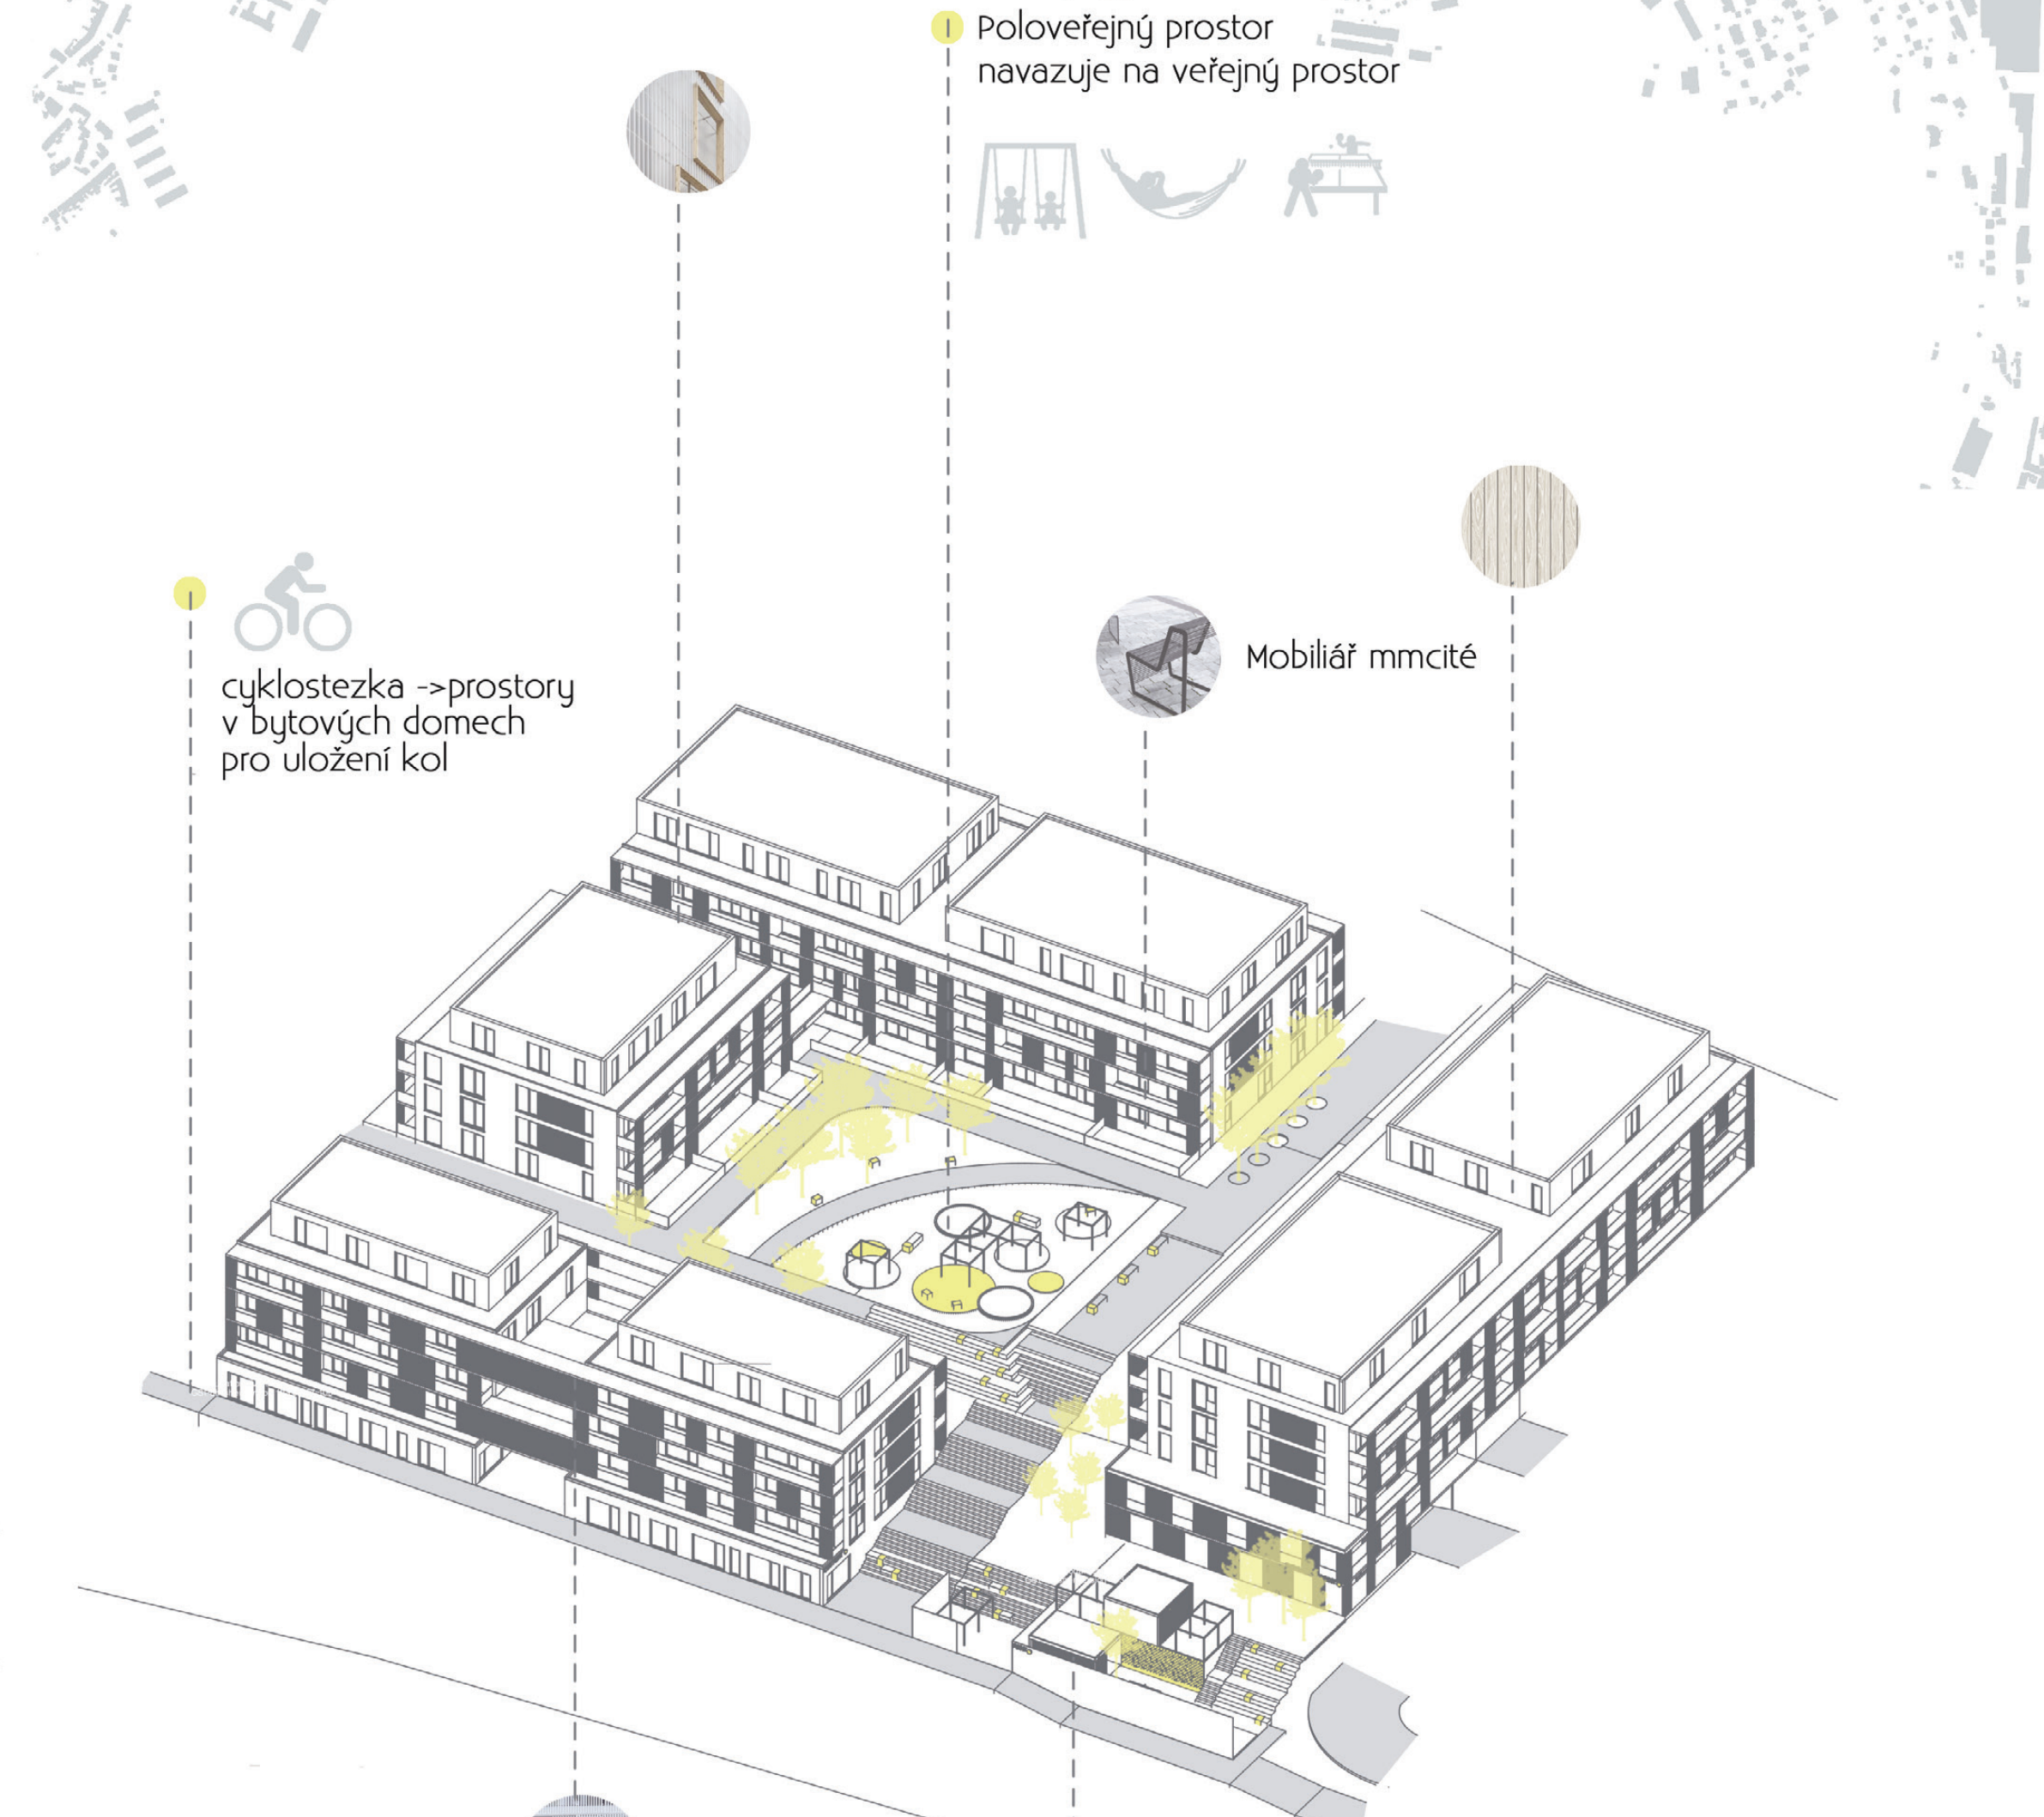 Poloveřejný prostor
navazuje na veřejný prostor
Mobiliář mmcité
cyklostezka ->prostory
v bytových domech
pro uložení kol